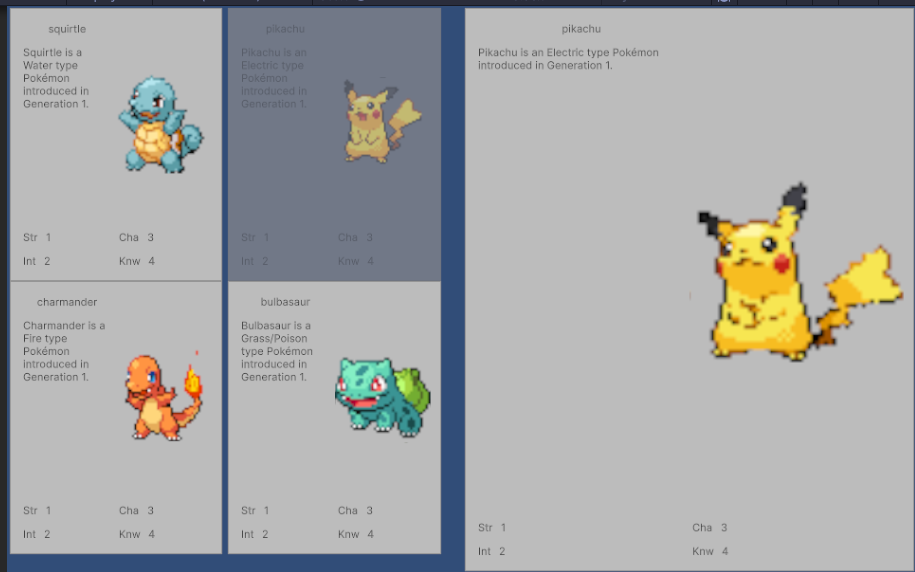 squirtle
Squirtle is a
Water type
Pokémon
introduced in
Generation 1.
Str 1
Cha 3
Int 2
Knw 4
pikachu
Pikachu is an
Electric type
Pokémon
introduced in
Generation 1.
Str 1
Cha 3
Int 2
Knw 4
charmander
Charmander is a
Fire type
Pokémon
introduced in
Generation 1.
Str 1
Cha 3
Int 2
Knw 4
bulbasaur
Bulbasaur is a
Grass/Poison
type Pokémon
introduced in
Generation 1.
Str 1
Cha 3
Int 2
Knw 4
pikachu
Pikachu is an Electric type Pokémon
introduced in Generation 1.
Str 1
Cha 3
Int 2
Knw 4